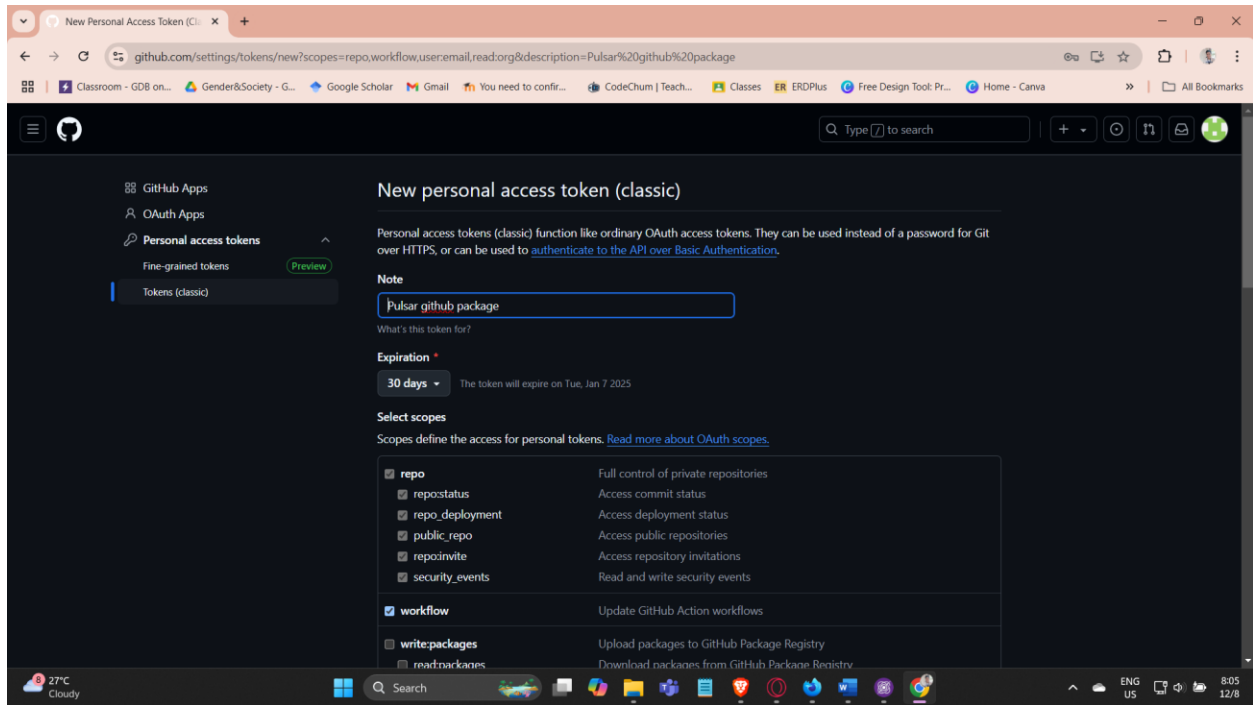 New Personal Access Token (Cla
github.com/settings/tokens/new?scopes=repo,workflow,user:email,read:org&description=Pulsar%20github%20package
Classroom - GDB on... Gender&Society - G... Google Scholar Gmail You need to confir... CodeChum | Teach... Classes ER ERDPlus Free Design Tool: Pr... Home - Canva » All Bookmarks
Type / to search
GitHub Apps
OAuth Apps
Personal access tokens
Fine-grained tokens Preview
Tokens (classic)
New personal access token (classic)
Personal access tokens (classic) function like ordinary OAuth access tokens. They can be used instead of a password for Git
over HTTPS, or can be used to authenticate to the API over Basic Authentication.
Note
Pulsar github package
What's this token for?
Expiration *
30 days The token will expire on Tue, Jan 7 2025
Select scopes
Scopes define the access for personal tokens. Read more about OAuth scopes.
repo Full control of private repositories
repo:status Access commit status
repo_deployment Access deployment status
public_repo Access public repositories
repo:invite Access repository invitations
security_events Read and write security events
workflow Update GitHub Action workflows
write:packages Upload packages to GitHub Package Registry
read:packages Download packages from GitHub Package Registry
27°C
Cloudy
Search
ENG
US
8:05
12/8